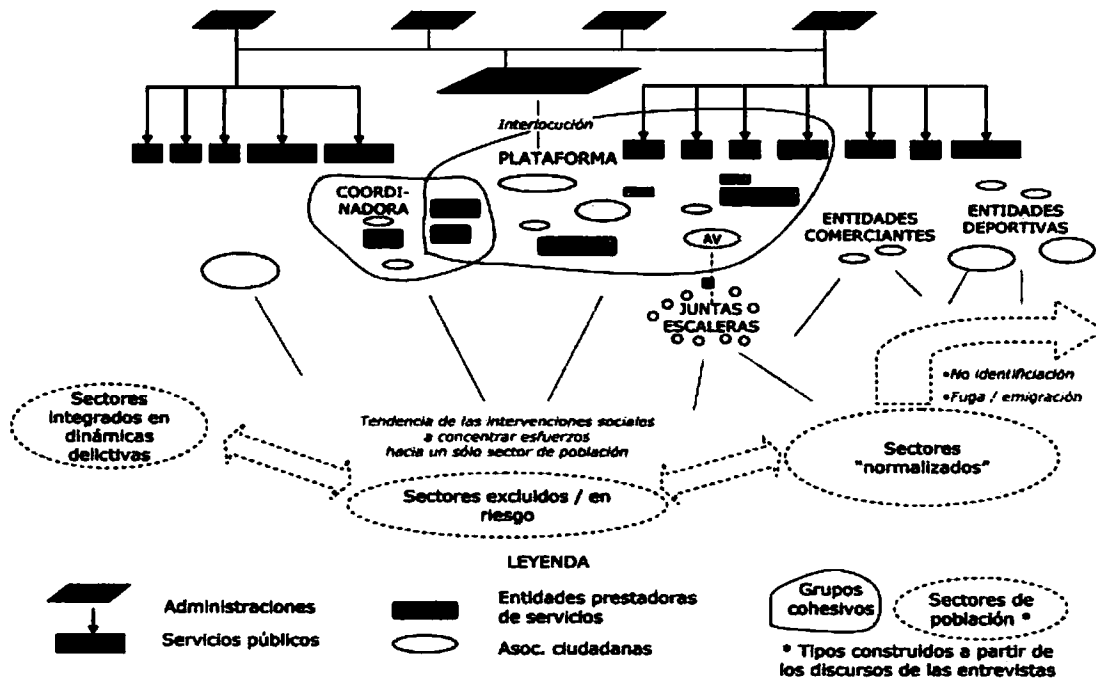 Interlocución
PLATAFORMA
COORDI-
NADORA
AV
ENTIDADES
COMERCIANTES
ENTIDADES
DEPORTIVAS
JUNTAS
ESCALERAS
•No identificiación
•Fuga / emigración
Sectores
integrados en
dinámicas
delictivas
Tendencia de las intervenciones sociales
a concentrar esfuerzos
hacia un sólo sector de población
Sectores
"normalizados"
Sectores excluidos / en
riesgo
LEYENDA
Administraciones
Servicios públicos
Entidades prestadoras
de servicios
Asoc. ciudadanas
Grupos
cohesivos
Sectores de
población *
* Tipos construidos a partir de
los discursos de las entrevistas